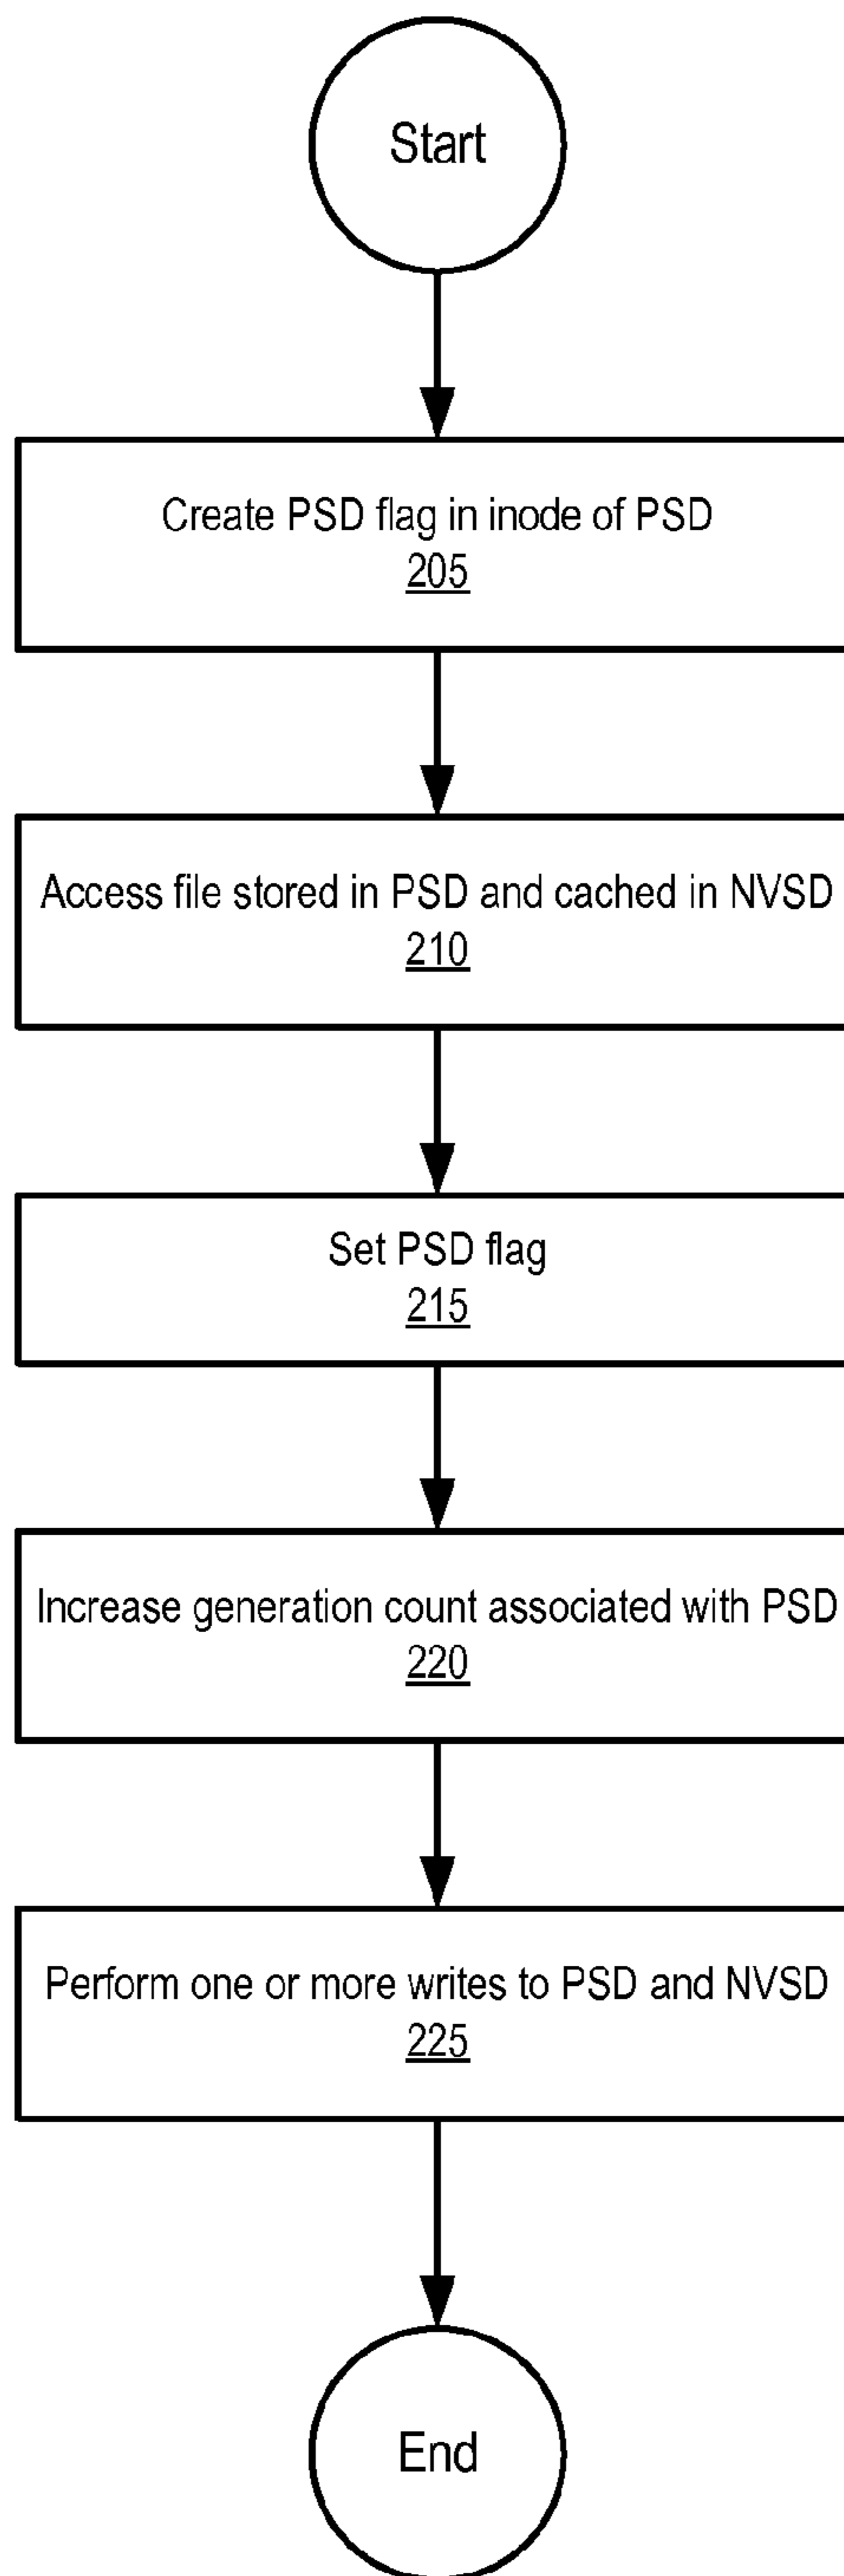 Start
Create PSD flag in inode of PSD
205
Access file stored in PSD and cached in NVSD
210
Set PSD flag
215
Increase generation count associated with PSD
220
Perform one or more writes to PSD and NVSD
225
End